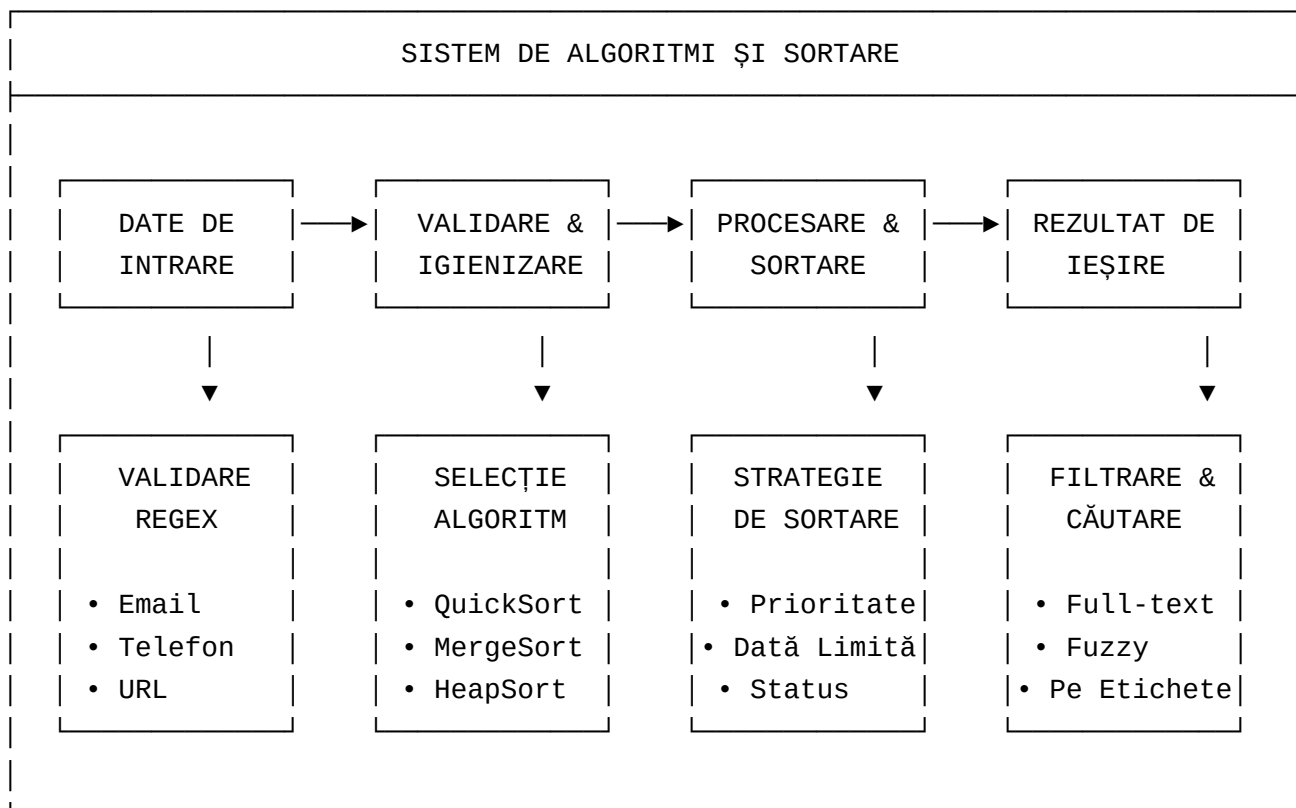 SISTEM DE ALGORITMI ȘI SORTARE
DATE DE INTRARE
VALIDARE & IGIENIZARE
PROCESARE & SORTARE
REZULTAT DE IEȘIRE
VALIDARE REGEX
• Email
• Telefon
• URL
SELECȚIE ALGORITM
• QuickSort
• MergeSort
• HeapSort
STRATEGIE DE SORTARE
• Prioritate
• Dată Limită
• Status
FILTRARE & CĂUTARE
• Full-text
• Fuzzy
• Pe Etichete